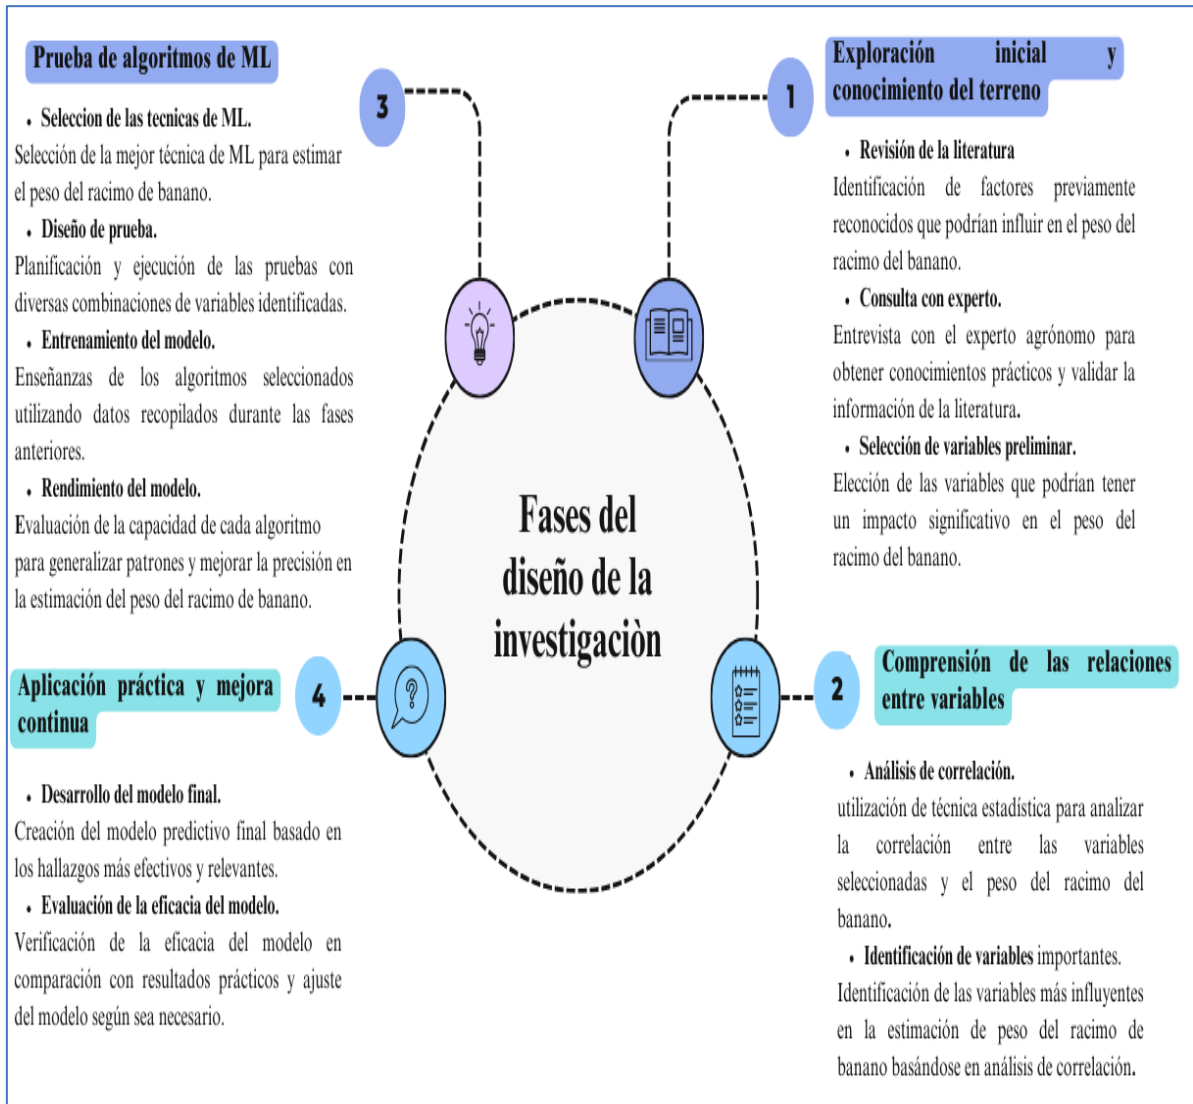 Prueba de algoritmos de ML
3
• Seleccion de las tecnicas de ML.
Selección de la mejor técnica de ML para estimar
el peso del racimo de banano.
• Diseño de prueba.
Planificación y ejecución de las pruebas con
diversas combinaciones de variables identificadas.
• Entrenamiento del modelo.
Enseñanzas de los algoritmos seleccionados
utilizando datos recopilados durante las fases
anteriores.
• Rendimiento del modelo.
Evaluación de la capacidad de cada algoritmo
para generalizar patrones y mejorar la precisión en
la estimación del peso del racimo de banano.
1
Exploración inicial y
conocimiento del terreno
• Revisión de la literatura
Identificación de factores previamente
reconocidos que podrían influir en el peso del
racimo del banano.
• Consulta con experto.
Entrevista con el experto agrónomo para
obtener conocimientos prácticos y validar la
información de la literatura.
• Selección de variables preliminar.
Elección de las variables que podrían tener
un impacto significativo en el peso del
racimo del banano.
Fases del
diseño de la
investigaciòn
Aplicación práctica y mejora
continua
4
?
• Desarrollo del modelo final.
Creación del modelo predictivo final basado en
los hallazgos más efectivos y relevantes.
• Evaluación de la eficacia del modelo.
Verificación de la eficacia del modelo en
comparación con resultados prácticos y ajuste
del modelo según sea necesario.
2
Comprensión de las relaciones
entre variables
• Análisis de correlación.
utilización de técnica estadística para analizar
la correlación entre las variables
seleccionadas y el peso del racimo del
banano.
• Identificación de variables importantes.
Identificación de las variables más influyentes
en la estimación de peso del racimo de
banano basándose en análisis de correlación.